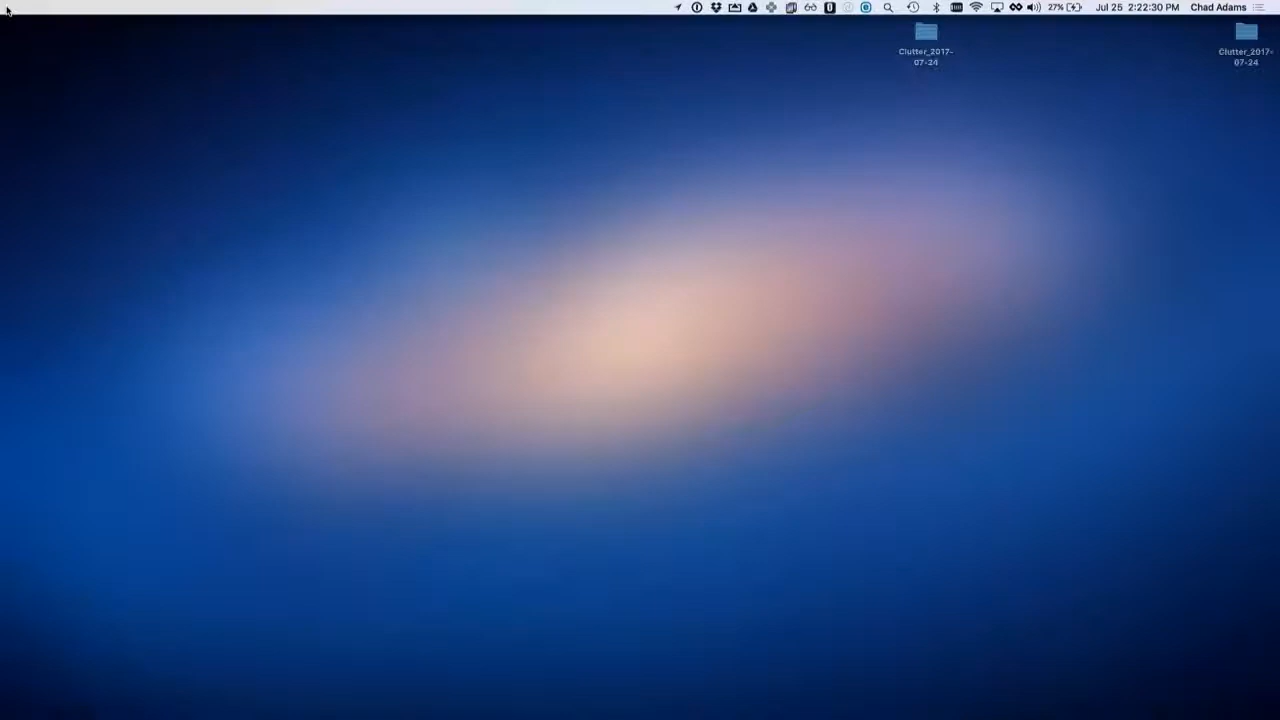 27%
Jul 25 2:22:30 PM
Chad Adams
Clutter_2017-
07-24
Clutter_2017-
07-24